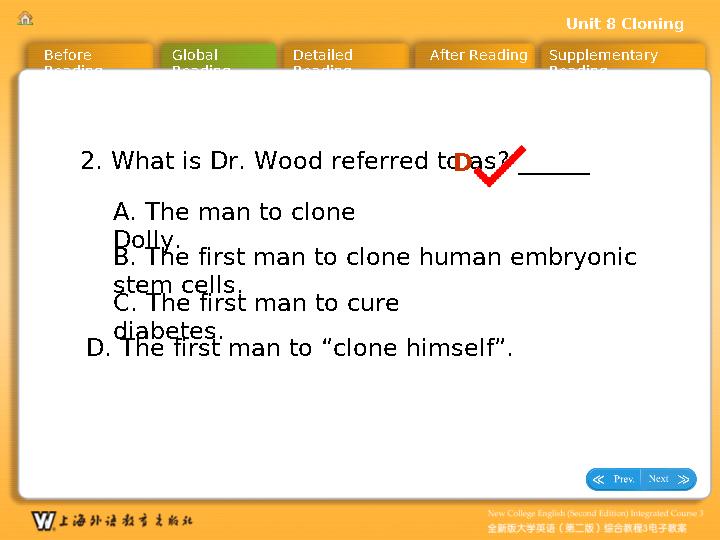 Unit 8 Cloning
Before Reading
Global Reading
Detailed Reading
After Reading
Supplementary Reading
2. What is Dr. Wood referred to as? ______
D
A. The man to clone
Dolly.
B. The first man to clone human embryonic
stem cells.
C. The first man to cure
diabetes.
D. The first man to “clone himself”.
Prev. Next
New College English (Second Edition) Integrated Course 3
上海外语教育出版社
全新版大学英语（第二版）综合教程3电子教案